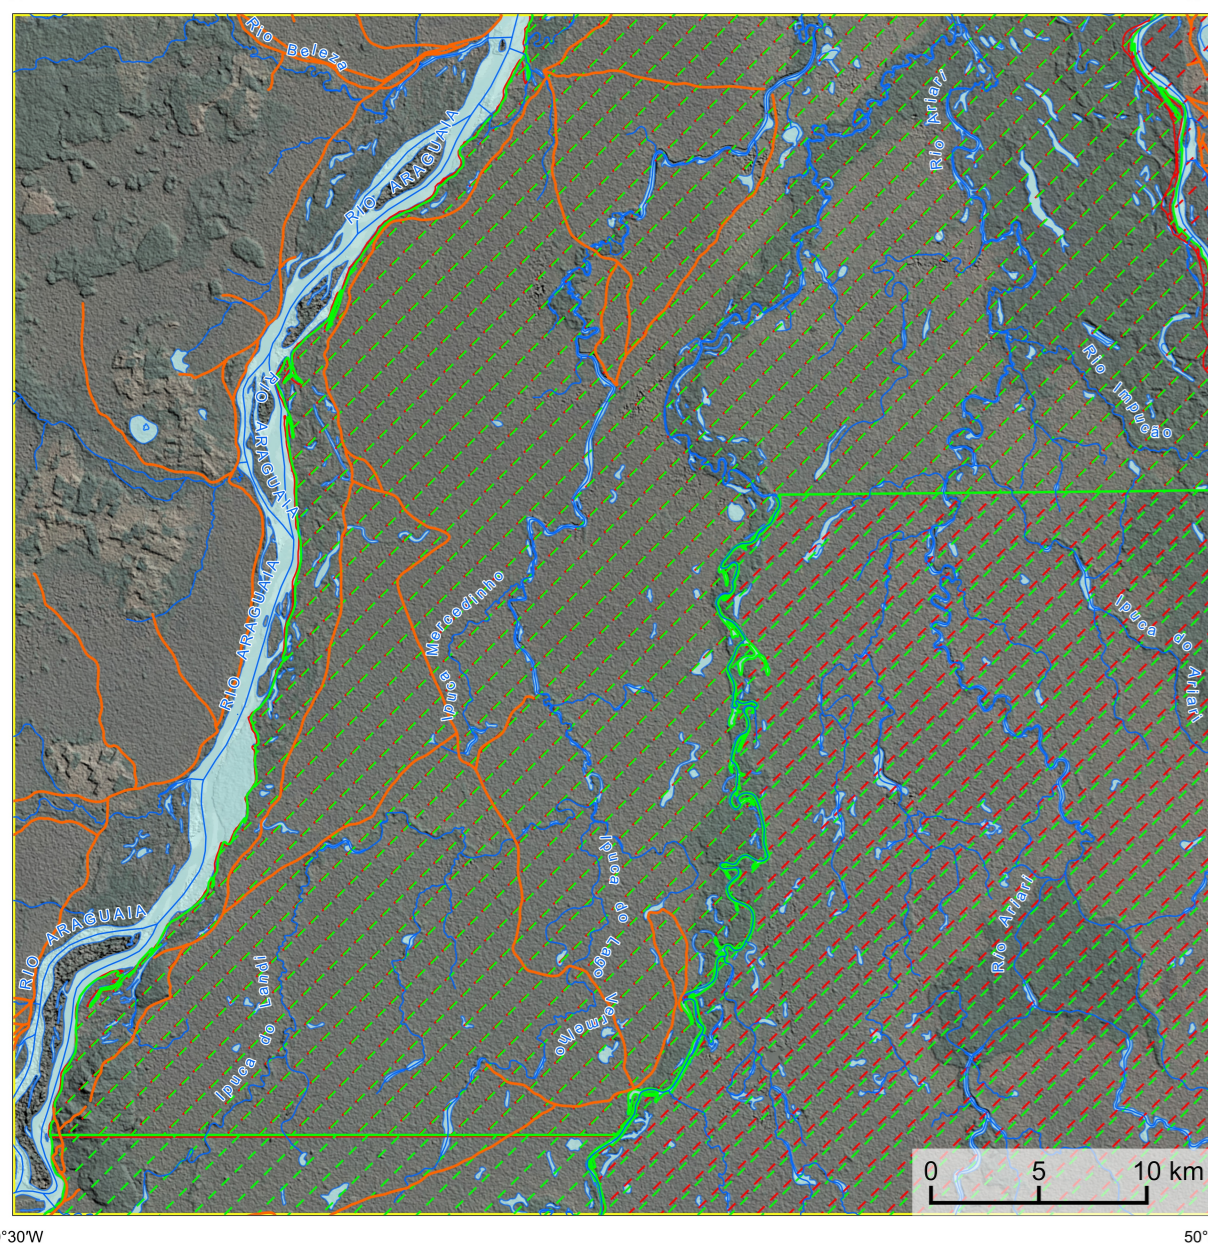 Rio Beleza
RIO ARAGUAIA
Rio Ariari
Rio Impução
RIO ARAGUAIA
RIO ARAGUAIA
Ipuca Mercedinho
Ipuca do Ariari
Ipuca do Lago Vermelho
Rio Ariari
RIO ARAGUAIA
Ipuca do Landi
0 5 10 km
°30'W
50°